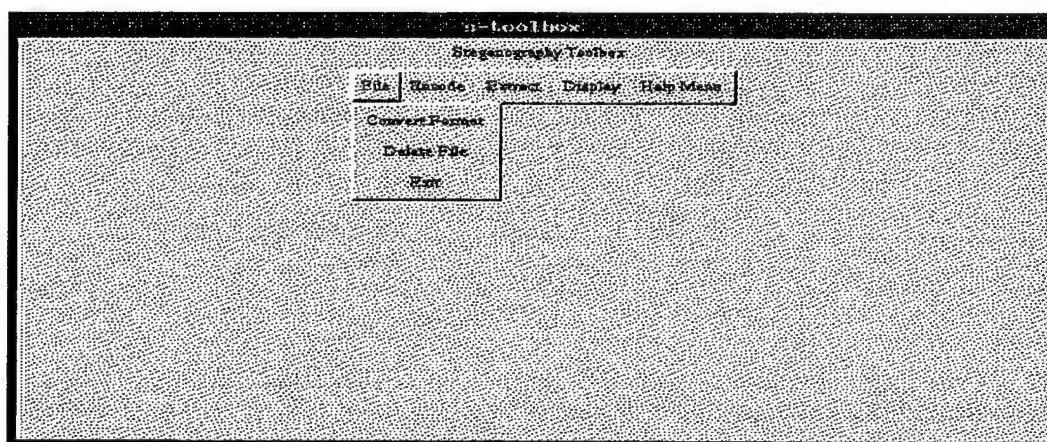 s-toolbox
Steganography Toolbox
File Encode Extract Display Help Menu
Convert Format
Delete File
Exit